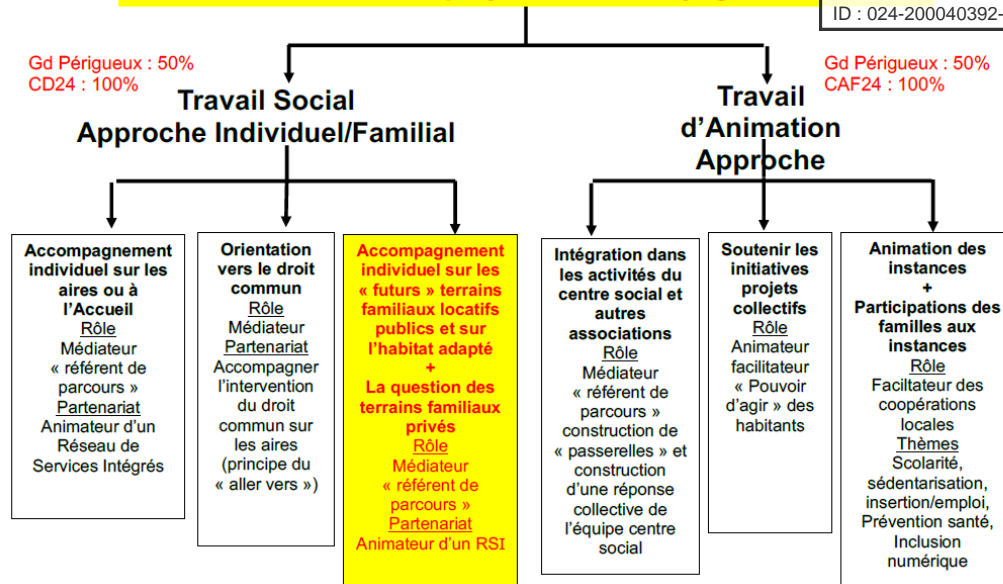 ID : 024-200040392-
Gd Périgueux : 50%
CD24 : 100%
Travail Social
Approche Individuel/Familial
Gd Périgueux : 50%
CAF24 : 100%
Travail
d’Animation
Approche
Accompagnement
individuel sur les
aires ou à
l’Accueil
Rôle
Médiateur
« référent de
parcours »
Partenariat
Animateur d’un
Réseau de
Services Intégrés
Orientation
vers le droit
commun
Rôle
Médiateur
Partenariat
Accompagner
l’intervention
du droit
commun sur
les aires
(principe du
« aller vers »)
Accompagnement
individuel sur les
« futurs » terrains
familiaux locatifs
publics et sur
l’habitat adapté
+
La question des
terrains familiaux
privés
Rôle
Médiateur
« référent de
parcours »
Partenariat
Animateur d’un RSI
Intégration dans
les activités du
centre social et
autres
associations
Rôle
Médiateur
« référent de
parcours »
construction de
« passerelles » et
construction
d’une réponse
collective de
l’équipe centre
social
Soutenir les
initiatives
projets
collectifs
Rôle
Animateur
facilitateur
« Pouvoir
d’agir » des
habitants
Animation des
instances
+
Participations des
familles aux
instances
Rôle
Faciltateur des
coopérations
locales
Thèmes
Scolarité,
sédentarisation,
insertion/emploi,
Prévention santé,
Inclusion
numérique